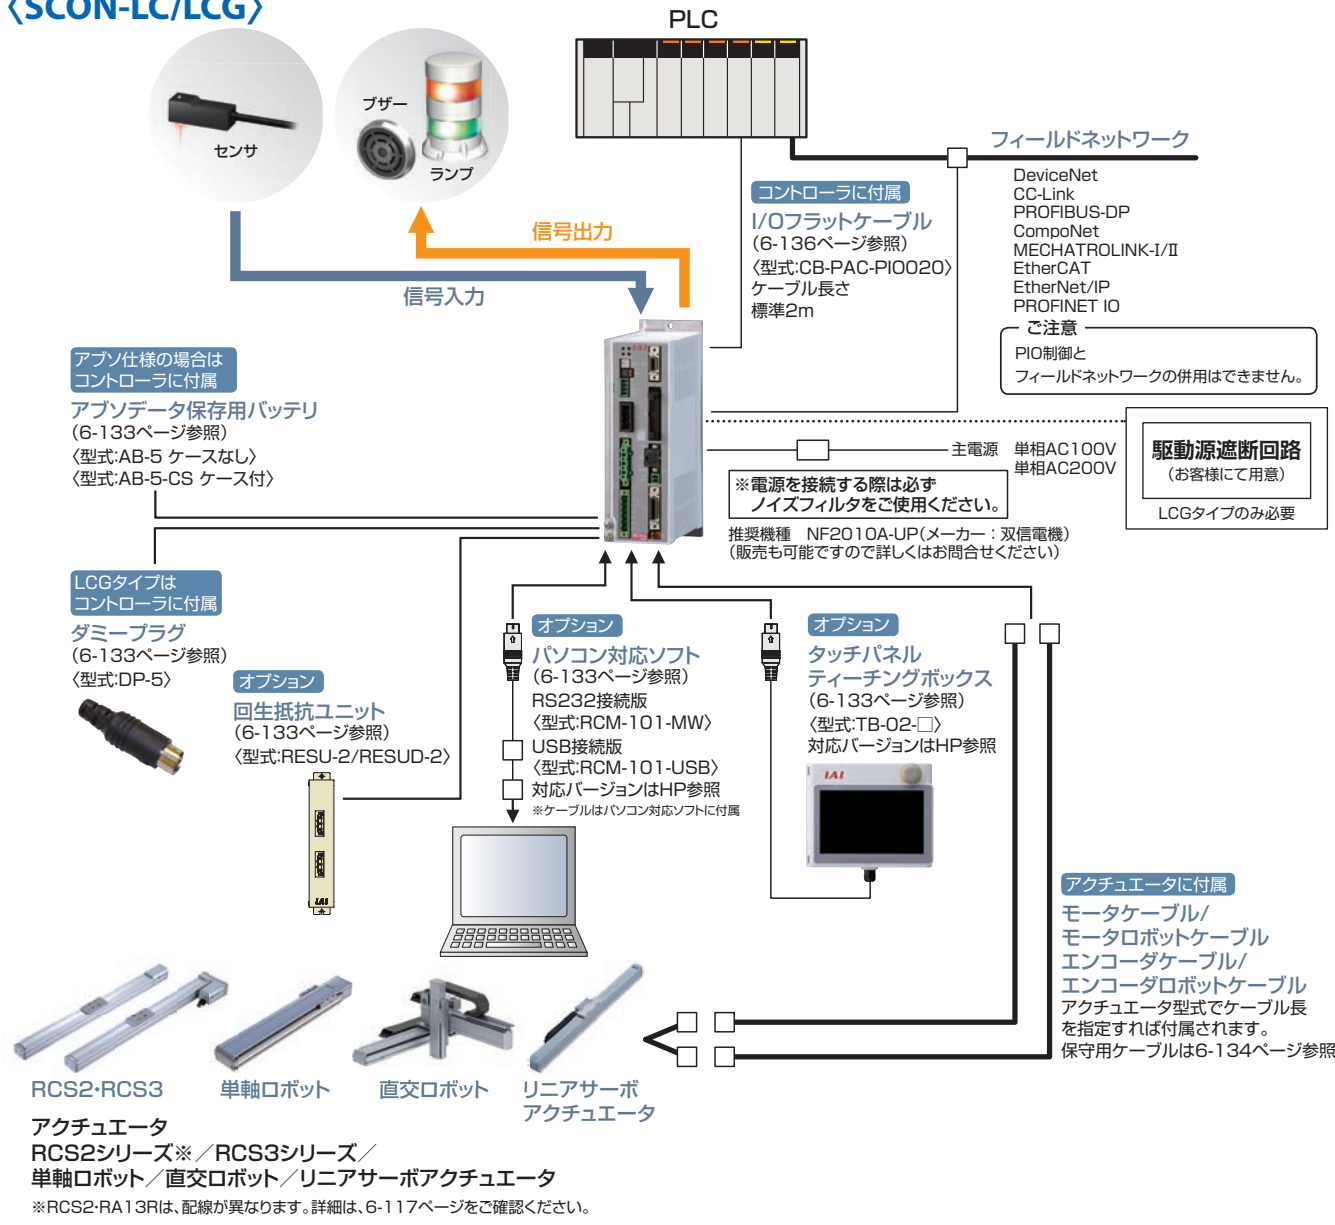 〈SCON-LC/LCG〉
PLC
センサ
ブザー
ランプ
信号出力
信号入力
フィールドネットワーク
DeviceNet
CC-Link
PROFIBUS-DP
CompoNet
MECHATROLINK-I/II
EtherCAT
EtherNet/IP
PROFINET IO
コントローラに付属
I/Oフラットケーブル
(6-136ページ参照)
〈型式:CB-PAC-PIO020〉
ケーブル長さ
標準2m
ご注意
PIO制御と
フィールドネットワークの併用はできません。
アブソ仕様の場合は
コントローラに付属
アブソデータ保存用バッテリ
(6-133ページ参照)
〈型式:AB-5 ケースなし〉
〈型式:AB-5-CS ケース付〉
IAI
主電源 単相AC100V
単相AC200V
駆動源遮断回路
(お客様にて用意)
LCGタイプのみ必要
※電源を接続する際は必ず
ノイズフィルタをご使用ください。
推奨機種 NF2010A-UP(メーカー:双信電機)
(販売も可能ですので詳しくはお問合せください)
LCGタイプは
コントローラに付属
ダミープラグ
(6-133ページ参照)
〈型式:DP-5〉
オプション
回生抵抗ユニット
(6-133ページ参照)
〈型式:RESU-2/RESUD-2〉
IAI
オプション
パソコン対応ソフト
(6-133ページ参照)
RS232接続版
〈型式:RCM-101-MW〉
USB接続版
〈型式:RCM-101-USB〉
対応バージョンはHP参照
※ケーブルはパソコン対応ソフトに付属
オプション
タッチパネル
ティーチングボックス
(6-133ページ参照)
〈型式:TB-02-□〉
対応バージョンはHP参照
IAI
アクチュエータに付属
モータケーブル/
モータロボットケーブル
エンコーダケーブル/
エンコーダロボットケーブル
アクチュエータ型式でケーブル長
を指定すれば付属されます。
保守用ケーブルは6-134ページ参照
RCS2・RCS3
単軸ロボット
直交ロボット
リニアサーボ
アクチュエータ
アクチュエータ
RCS2シリーズ※/RCS3シリーズ/
単軸ロボット/直交ロボット/リニアサーボアクチュエータ
※RCS2・RA13Rは、配線が異なります。詳細は、6-117ページをご確認ください。